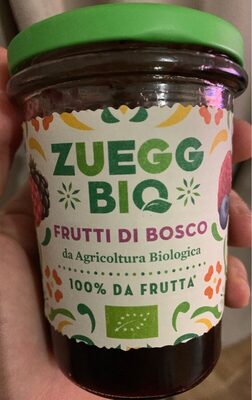 ZUEGG
BIO
FRUTTI DI BOSCO
da Agricoltura Biologica
100% DA FRUTTA